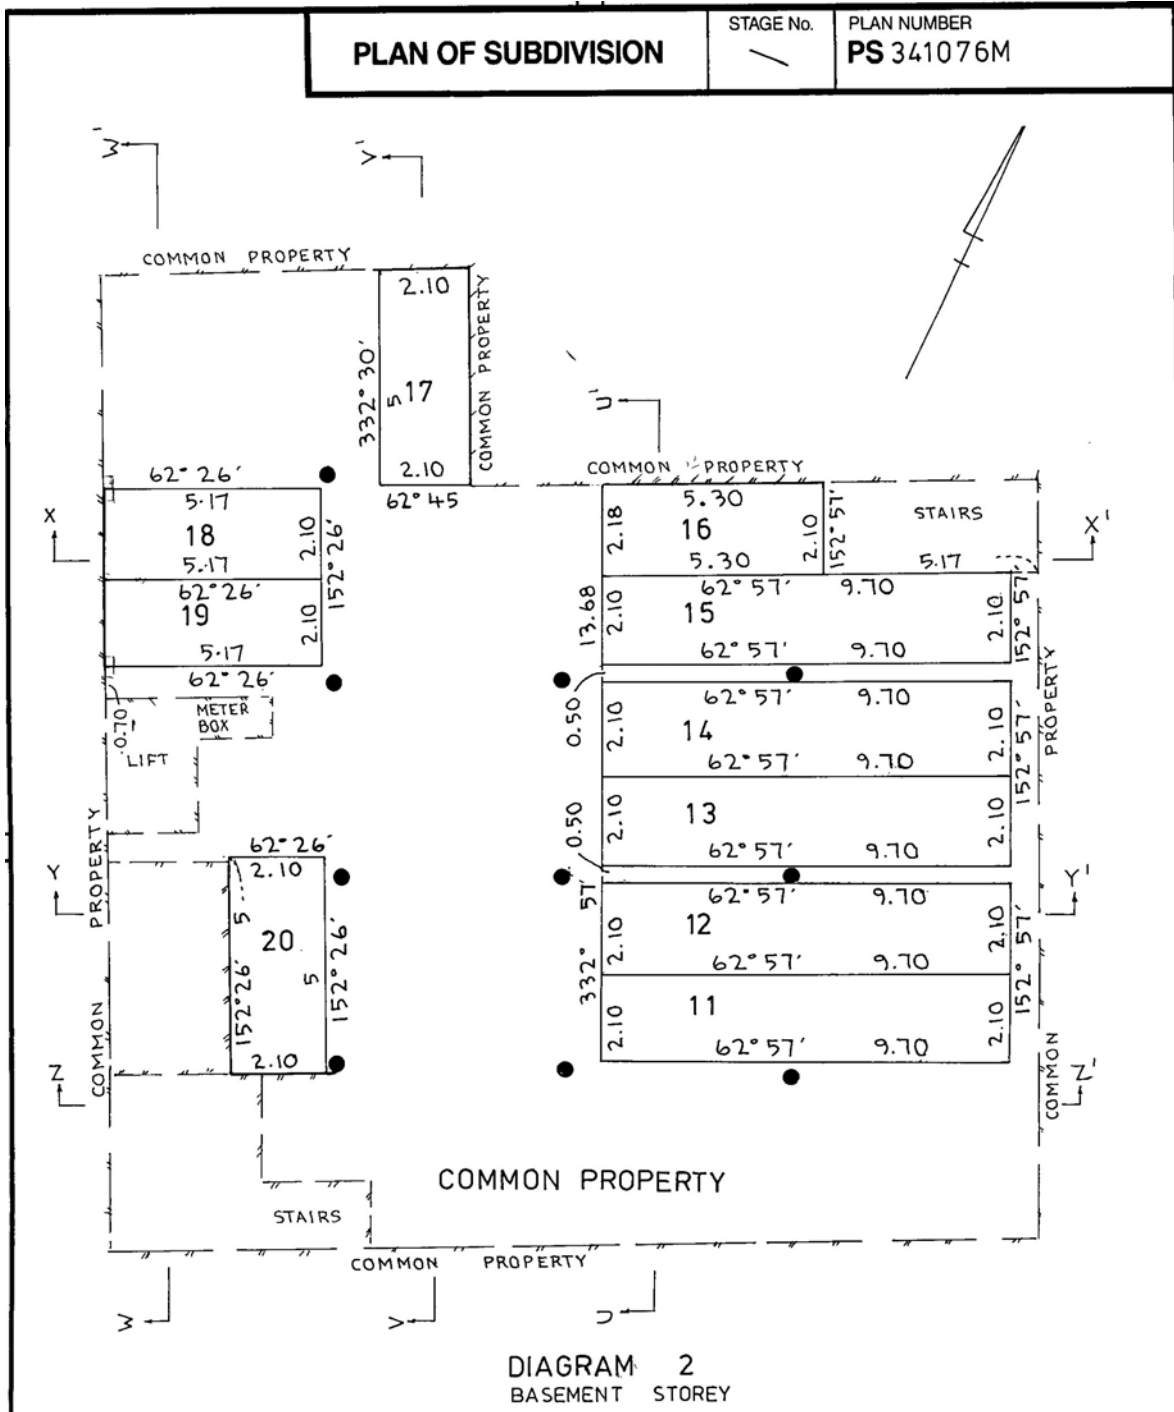 PLAN OF SUBDIVISION
STAGE No.
PLAN NUMBER
PS 341076M
W'
V'
COMMON PROPERTY
2.10
332° 30'
5
17
COMMON PROPERTY
2.10
62° 45
U'
62° 26'
5.17
18
2.10
5.17
152° 26'
62° 26'
19
2.10
5.17
62° 26'
X
X'
COMMON PROPERTY
5.30
2.18
16
2.10
152° 57'
5.30
STAIRS
5.17
62° 57'
9.70
13.68
2.10
15
2.10
152° 57'
62° 57'
9.70
0.50
62° 57'
9.70
2.10
14
2.10
62° 57'
9.70
152° 57'
PROPERTY
0.50
2.10
13
2.10
62° 57'
9.70
0.70
METER
BOX
LIFT
COMMON PROPERTY
Y
Y'
62° 26'
2.10
5
20
5
152° 26'
152° 26'
2.10
332° 57'
62° 57'
9.70
2.10
12
2.10
62° 57'
9.70
152° 57'
2.10
11
2.10
62° 57'
9.70
Z
COMMON
Z'
COMMON PROPERTY
STAIRS
COMMON PROPERTY
W
V
U
DIAGRAM 2
BASEMENT STOREY